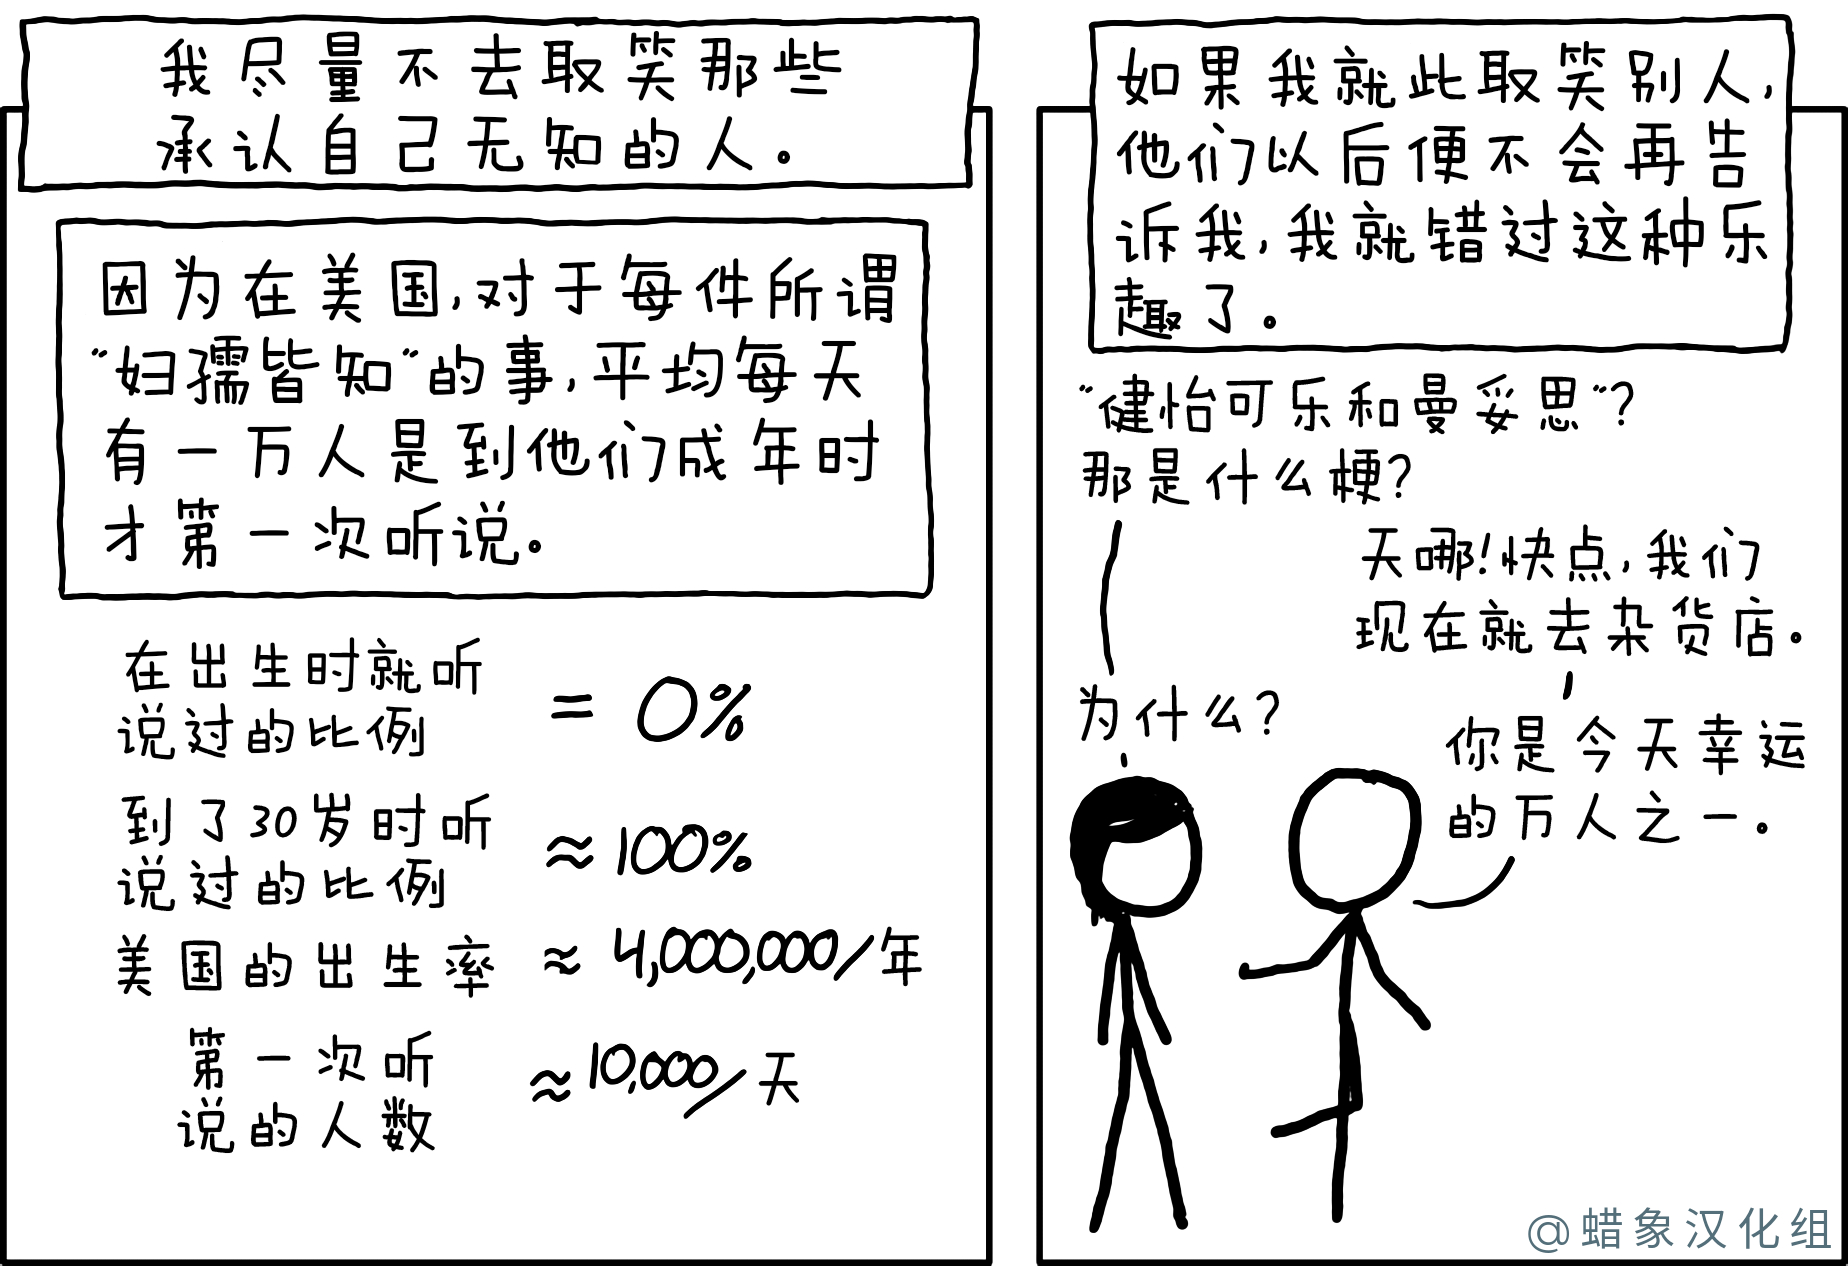 我尽量不去取笑那些
承认自己无知的人。
因为在美国,对于每件所谓
"妇孺皆知"的事,平均每天
有一万人是到他们成年时
才第一次听说。
在出生时就听
说过的比例
= 0%
到了30岁时听
说过的比例
≈ 100%
美国的出生率 ≈ 4,000,000/年
第一次听
说的人数
≈ 10,000/天
如果我就此取笑别人,
他们以后便不会再告
诉我,我就错过这种乐
趣了。
"健怡可乐和曼妥思"?
那是什么梗?
天哪!快点,我们
现在就去杂货店。
为什么?
你是今天幸运
的万人之一。
@蜡象汉化组